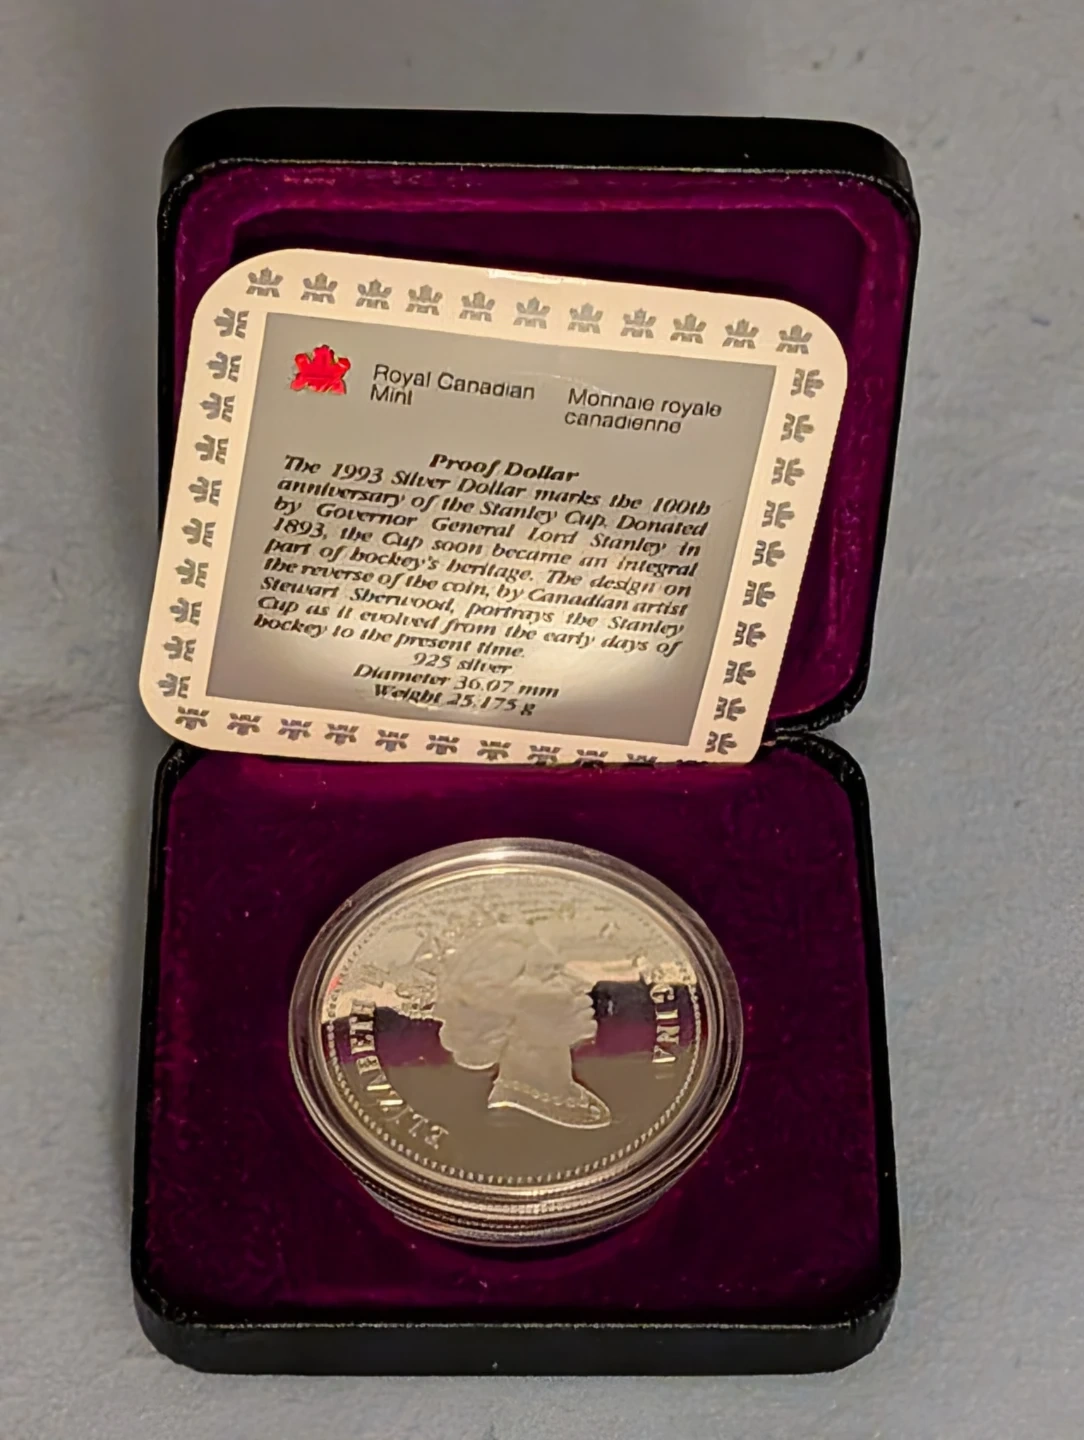 Royal Canadian
Mint
Monnaie royale
canadienne
Proof Dollar
The 1993 Silver Dollar marks the 100th
anniversary of the Stanley Cup. Donated
by Governor General Lord Stanley in
1893, the Cup soon became an integral
part of hockey's heritage. The design on
the reverse of the coin, by Canadian artist
Stewart Sherwood, portrays the Stanley
Cup as it evolved from the early days of
hockey to the present time.
925 silver
Diameter 36.07 mm
Weight 25.175 g
ELIZABETH II
REGINA